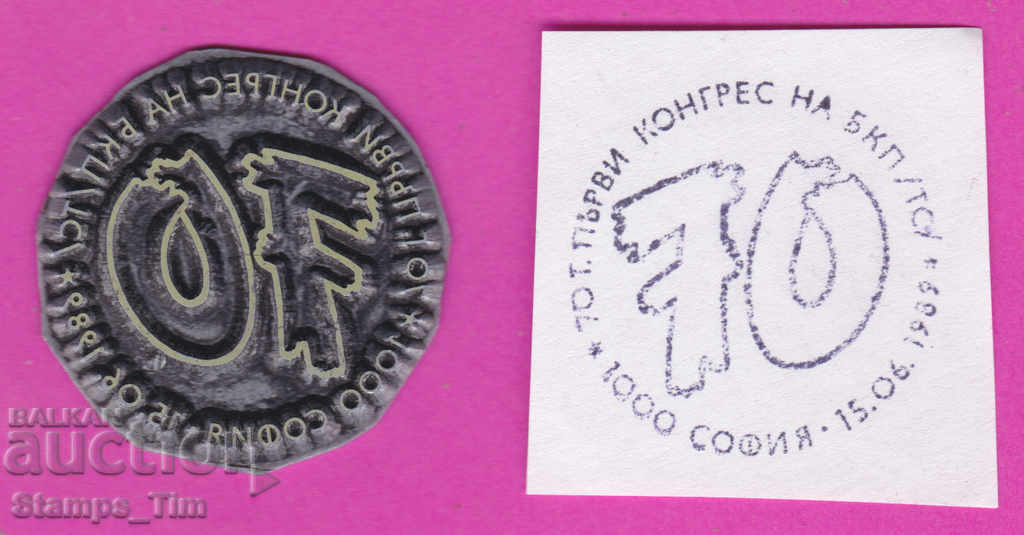 70 Г. ПЪРВИ КОНГРЕС НА БКП /ТС/
70
* 1000 СОФИЯ · 15.06.1989 *
BALKAN
auction
Stamps_Tim